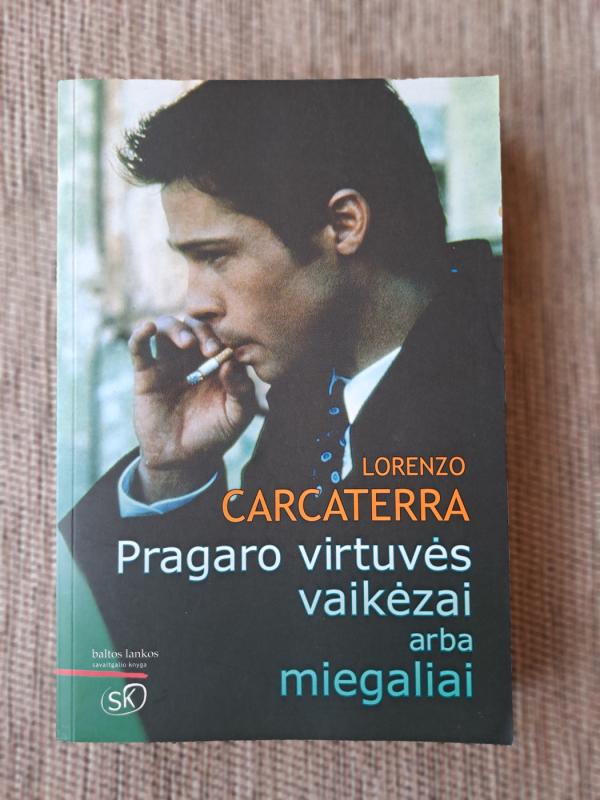 LORENZO
CARCATERRA
Pragaro virtuvės
vaikėzai
arba
miegaliai
baltos lankos
savaitgalio knyga
SK